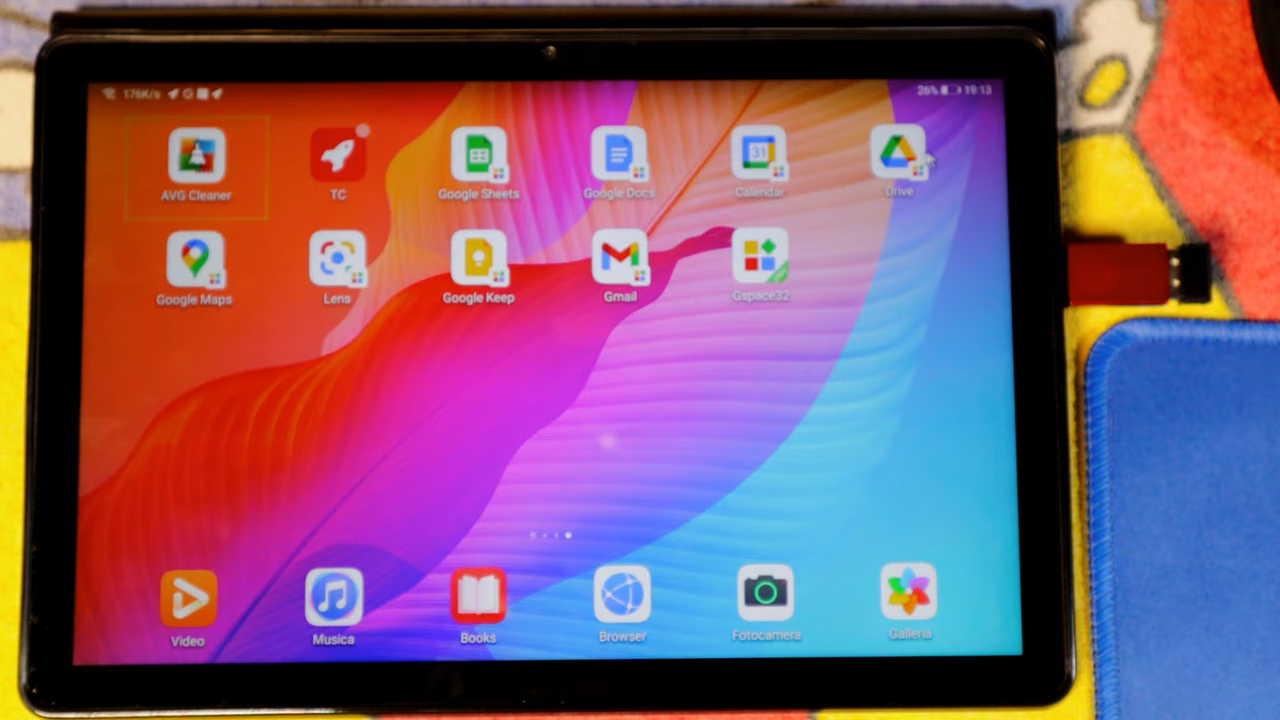 176K/s 26% 19:13
AVG Cleaner TC Google Sheets Google Docs 31 Calendar Drive
Google Maps Lens Google Keep Gmail Gspace32
Video Musica Books Browser Fotocamera Galleria